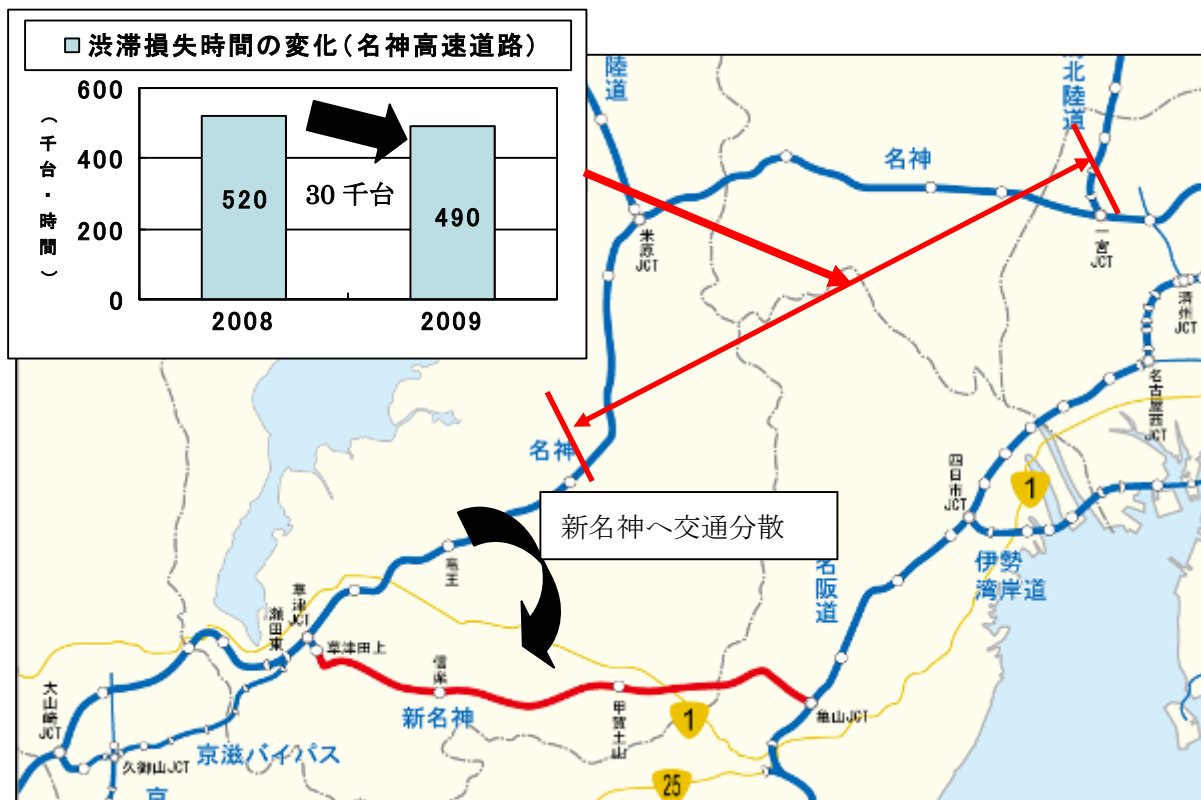 渋滞損失時間の変化（名神高速道路）
（千台・時間）
600
400
200
0
520
30 千台
490
2008
2009
陸道
北陸道
名神
米原JCT
一宮JCT
清州JCT
名古屋西JCT
名神
四日市JCT
1
新名神へ交通分散
名阪道
伊勢湾岸道
竜王
草津JCT
瀬田東
草津田上
信楽
新名神
甲賀土山
1
亀山JCT
大山崎JCT
久御山JCT
京滋バイパス
25
京